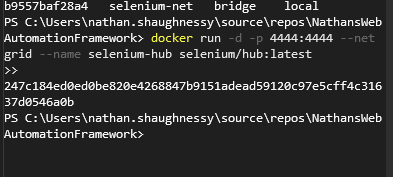 b9557baf28a4   selenium-net   bridge    local
PS C:\Users\nathan.shaughnessy\source\repos\NathansWeb
AutomationFramework> docker run -d -p 4444:4444 --net
grid --name selenium-hub selenium/hub:latest
>>
247c184ed0ed0be820e4268847b9151adead59120c97e5cff4c316
37d0546a0b
PS C:\Users\nathan.shaughnessy\source\repos\NathansWeb
AutomationFramework>